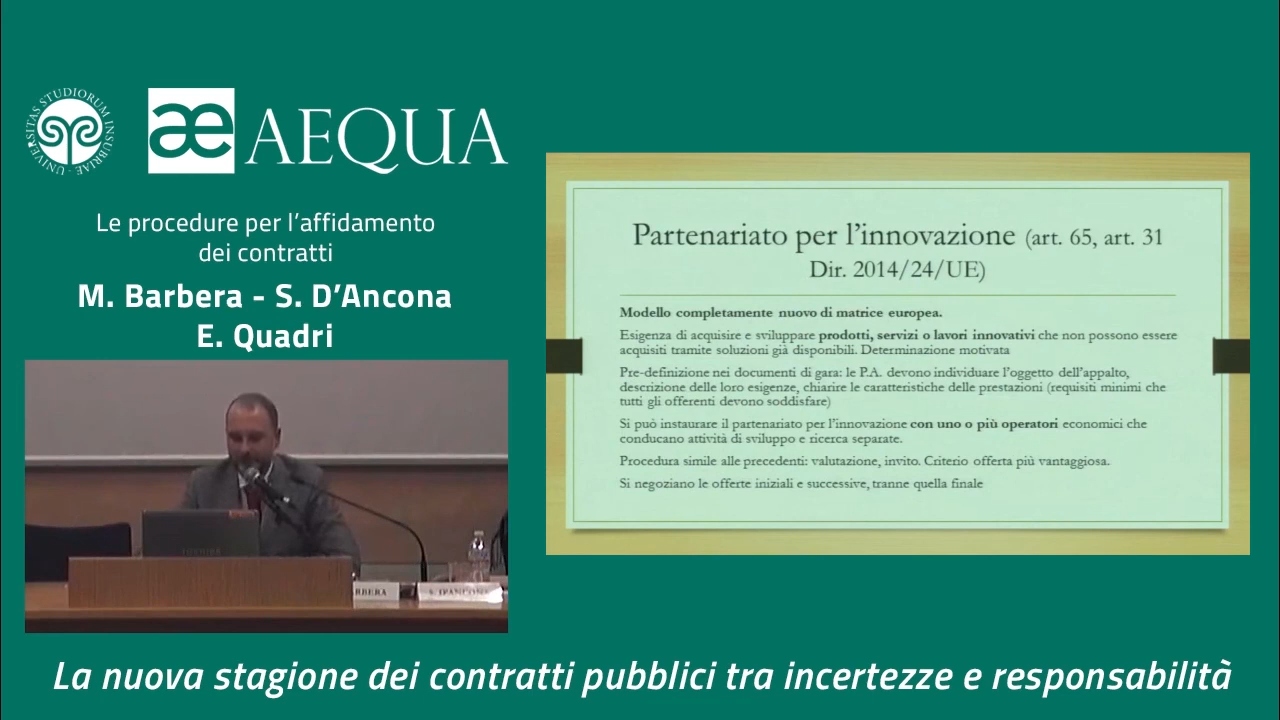 UNIVERSITAS STUDIORUM INSUBRIAE
æ AEQUA
Le procedure per l'affidamento
dei contratti
M. Barbera - S. D'Ancona
E. Quadri
Partenariato per l'innovazione (art. 65, art. 31
Dir. 2014/24/UE)
Modello completamente nuovo di matrice europea.
Esigenza di acquisire e sviluppare prodotti, servizi o lavori innovativi che non possono essere
acquisiti tramite soluzioni già disponibili. Determinazione motivata
Pre-definizione nei documenti di gara: le P.A. devono individuare l'oggetto dell'appalto,
descrizione delle loro esigenze, chiarire le caratteristiche delle prestazioni (requisiti minimi che
tutti gli offerenti devono soddisfare)
Si può instaurare il partenariato per l'innovazione con uno o più operatori economici che
conducano attività di sviluppo e ricerca separate.
Procedura simile alle precedenti: valutazione, invito. Criterio offerta più vantaggiosa.
Si negoziano le offerte iniziali e successive, tranne quella finale
RBERA
S. D'ANCONA
La nuova stagione dei contratti pubblici tra incertezze e responsabilità